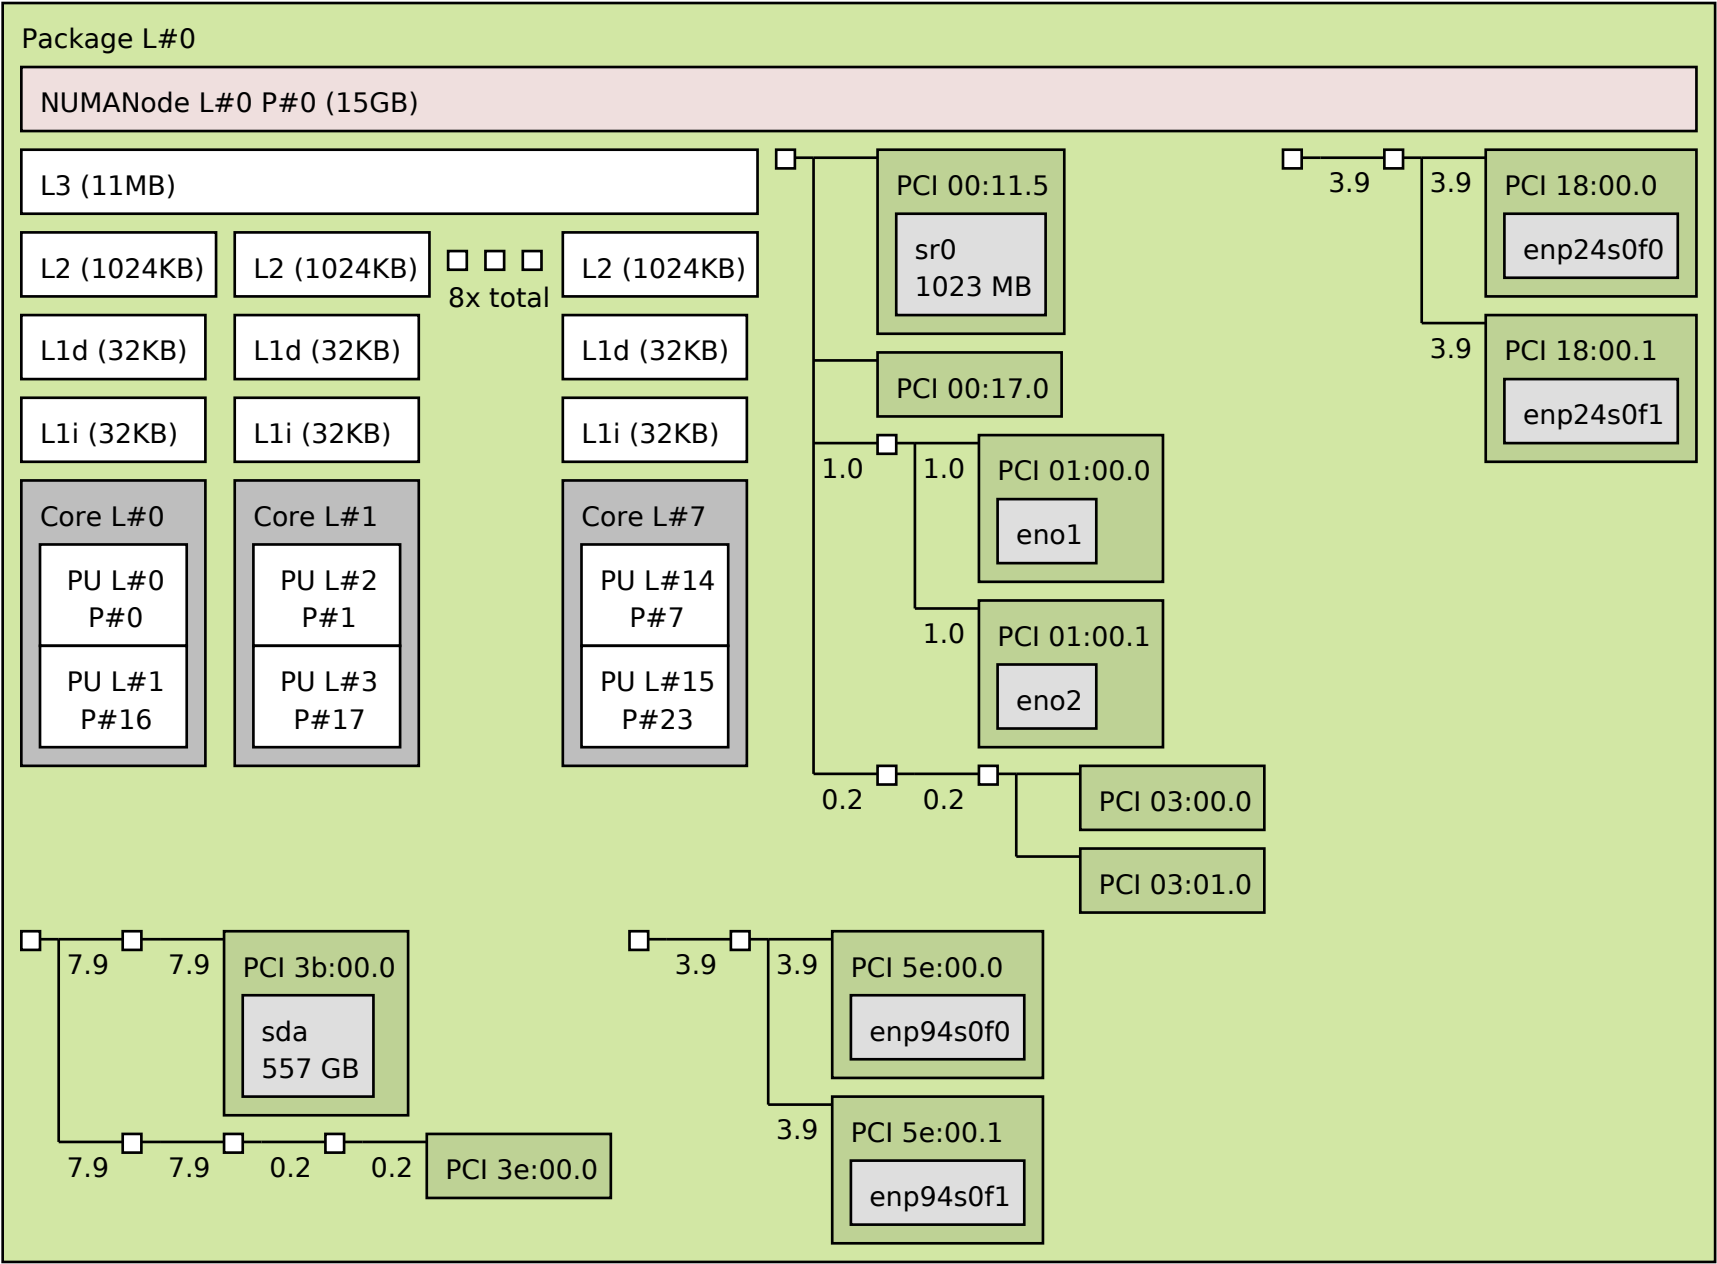 Package L#0
NUMANode L#0 P#0 (15GB)
L3 (11MB)
L2 (1024KB)
L2 (1024KB)
8x total
L2 (1024KB)
L1d (32KB)
L1d (32KB)
L1d (32KB)
L1i (32KB)
L1i (32KB)
L1i (32KB)
Core L#0
PU L#0
P#0
PU L#1
P#16
Core L#1
PU L#2
P#1
PU L#3
P#17
Core L#7
PU L#14
P#7
PU L#15
P#23
PCI 00:11.5
sr0
1023 MB
PCI 00:17.0
1.0
1.0
PCI 01:00.0
eno1
1.0
PCI 01:00.1
eno2
0.2
0.2
PCI 03:00.0
PCI 03:01.0
3.9
3.9
PCI 18:00.0
enp24s0f0
3.9
PCI 18:00.1
enp24s0f1
7.9
7.9
PCI 3b:00.0
sda
557 GB
7.9
7.9
0.2
0.2
PCI 3e:00.0
3.9
3.9
PCI 5e:00.0
enp94s0f0
3.9
PCI 5e:00.1
enp94s0f1